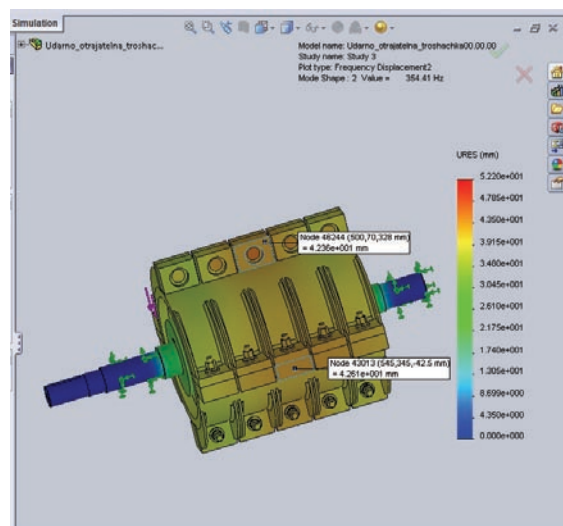 Simulation
Udarno_otrajatelna_troshac...
Model name: Udarno_otrajatelna_troshachka00.00.00
Study name: Study 3
Plot type: Frequency Displacement2
Mode Shape : 2 Value = 354.41 Hz
URES (mm)
5.220e+001
4.785e+001
4.350e+001
3.915e+001
3.480e+001
3.045e+001
2.610e+001
2.175e+001
1.740e+001
1.305e+001
8.699e+000
4.350e+000
0.000e+000
Node 46244 (500,70,328 mm)
= 4.236e+001 mm
Node 43013 (545,345,-42.5 mm)
= 4.261e+001 mm